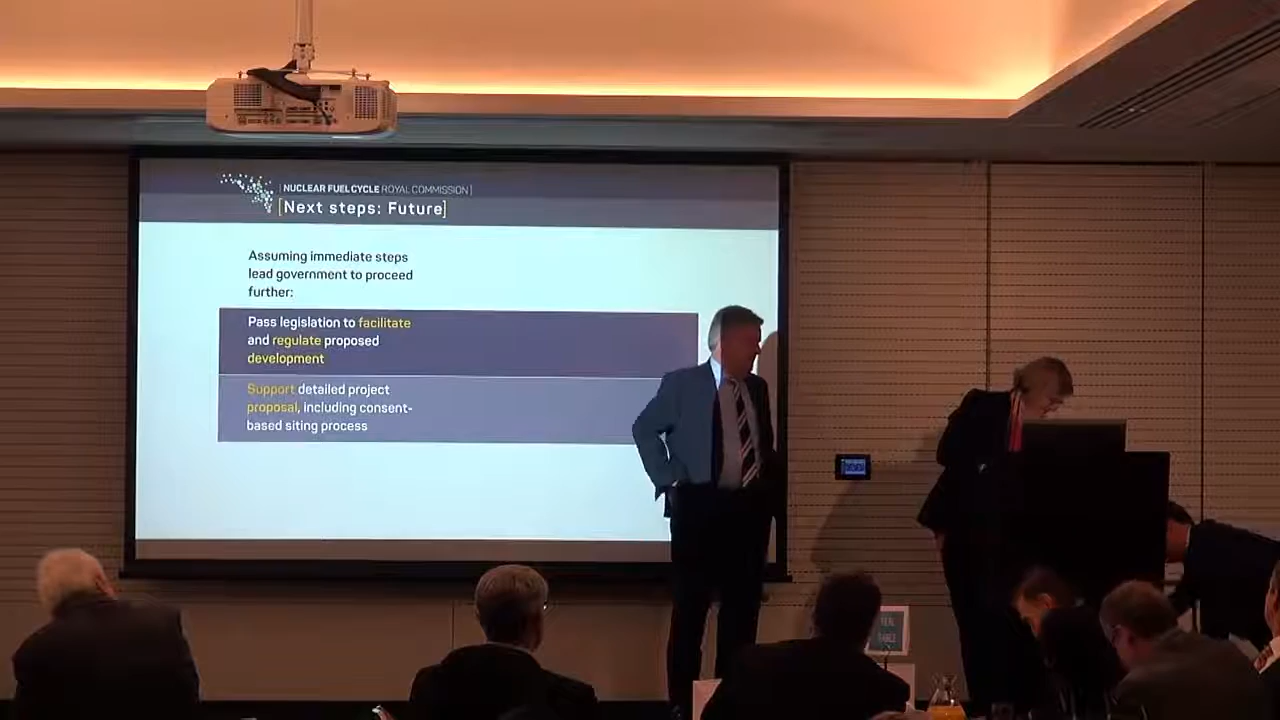 | NUCLEAR FUEL CYCLE ROYAL COMMISSION |
[Next steps: Future]
Assuming immediate steps
lead government to proceed
further:
Pass legislation to facilitate
and regulate proposed
development
Support detailed project
proposal, including consent-
based siting process